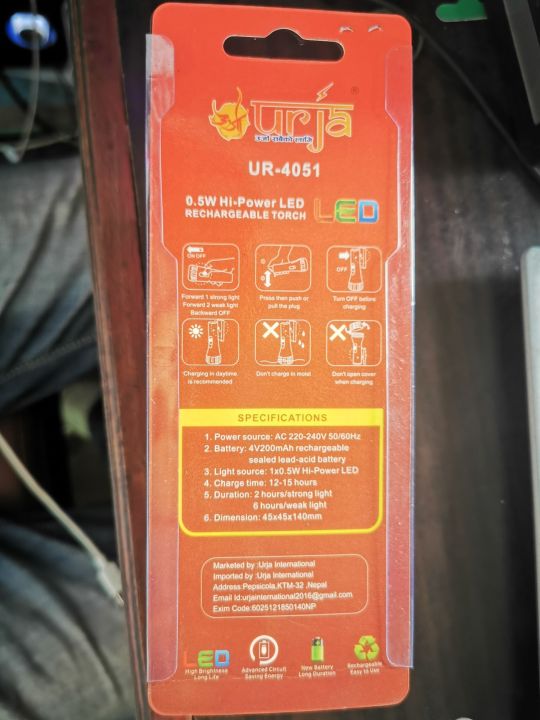 urja ®
उर्जा सबैको लागि
UR-4051
0.5W Hi-Power LED
RECHARGEABLE TORCH
LED
ON OFF
Forward 1 strong light
Forward 2 weak light
Backward OFF
Press then push or
pull the plug
OFF
Turn OFF before
charging
Charging in daytime
is recommended
Don't charge in moist
Don't open cover
when charging
SPECIFICATIONS
1. Power source: AC 220-240V 50/60Hz
2. Battery: 4V200mAh rechargeable
sealed lead-acid battery
3. Light source: 1x0.5W Hi-Power LED
4. Charge time: 12-15 hours
5. Duration: 2 hours/strong light
6 hours/weak light
6. Dimension: 45x45x140mm
Marketed by :Urja International
Imported by :Urja International
Address:Pepsicola,KTM-32 ,Nepal
Email Id:urjainternational2016@gmail.com
Exim Code:6025121850140NP
LED
High Brightness
Long Life
Advanced Circuit
Saving Energy
New Battery
Long Duration
Rechargeable
Easy to Use